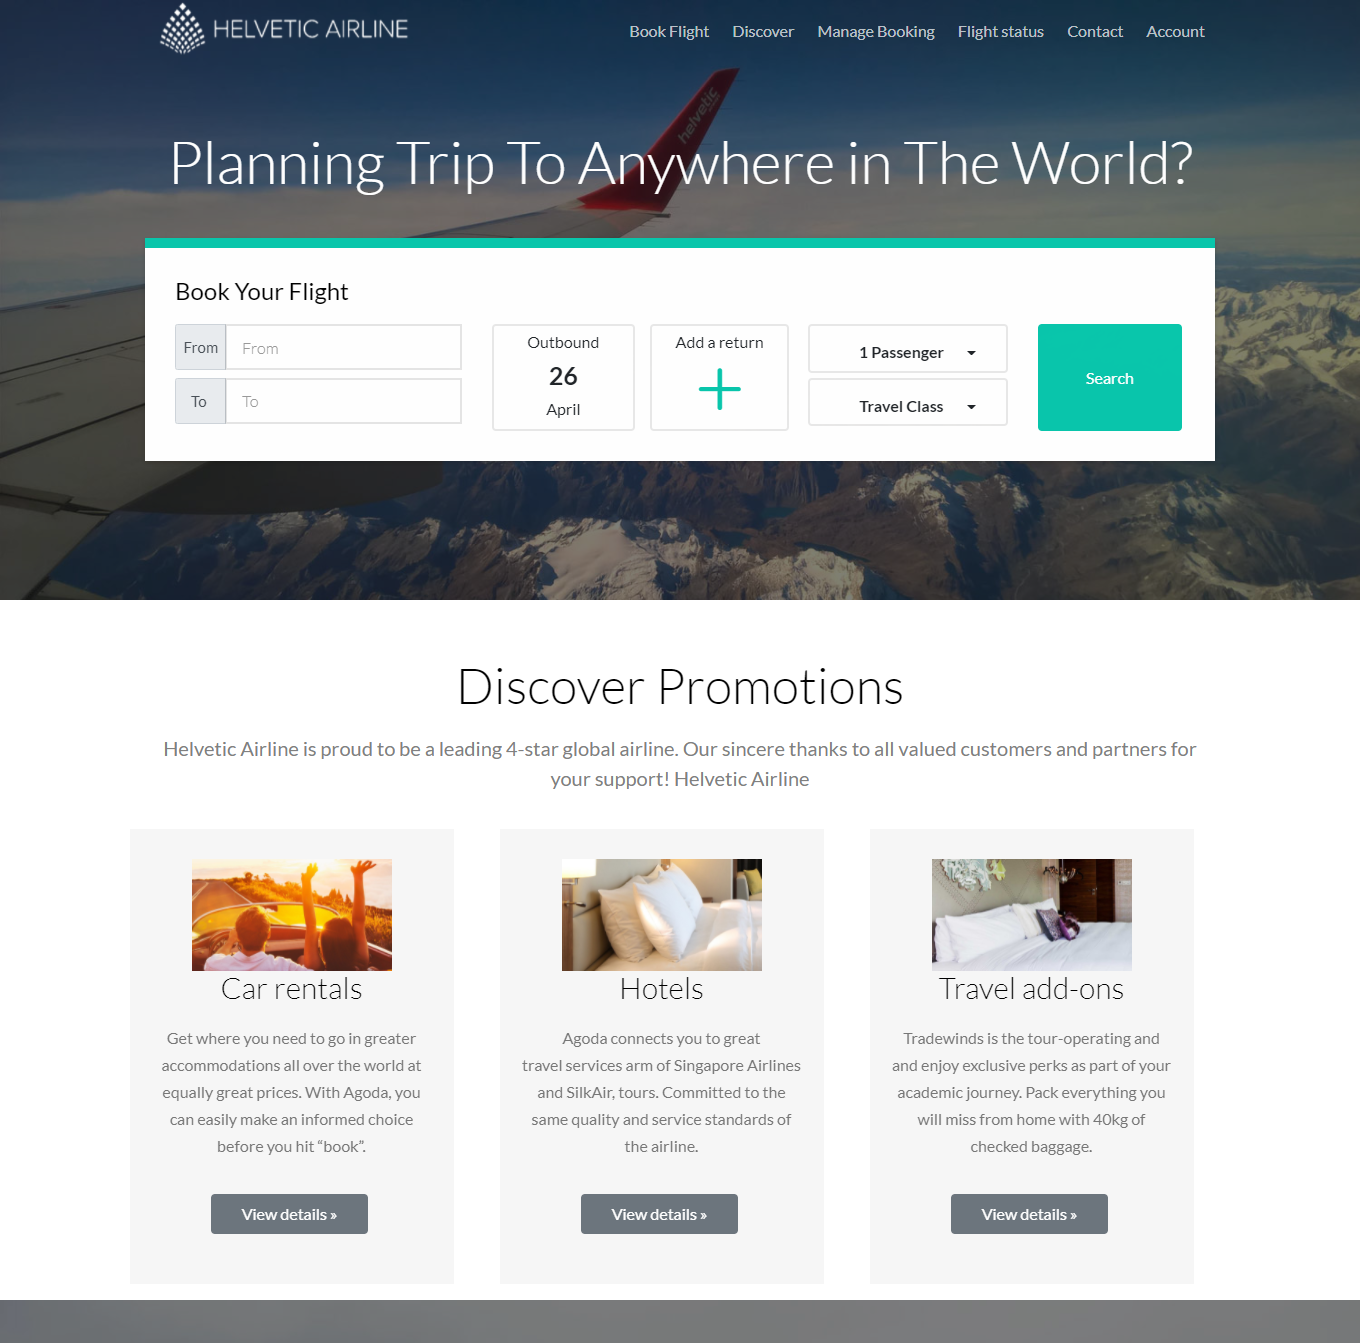 HELVETIC AIRLINE
Book Flight Discover Manage Booking Flight status Contact Account
helvetic
Planning Trip To Anywhere in The World?
Book Your Flight
From From
To To
Outbound
26
April
Add a return
1 Passenger
Travel Class
Search
Discover Promotions
Helvetic Airline is proud to be a leading 4-star global airline. Our sincere thanks to all valued customers and partners for
your support! Helvetic Airline
Car rentals
Get where you need to go in greater
accommodations all over the world at
equally great prices. With Agoda, you
can easily make an informed choice
before you hit “book”.
View details »
Hotels
Agoda connects you to great
travel services arm of Singapore Airlines
and SilkAir, tours. Committed to the
same quality and service standards of
the airline.
View details »
Travel add-ons
Tradewinds is the tour-operating and
and enjoy exclusive perks as part of your
academic journey. Pack everything you
will miss from home with 40kg of
checked baggage.
View details »